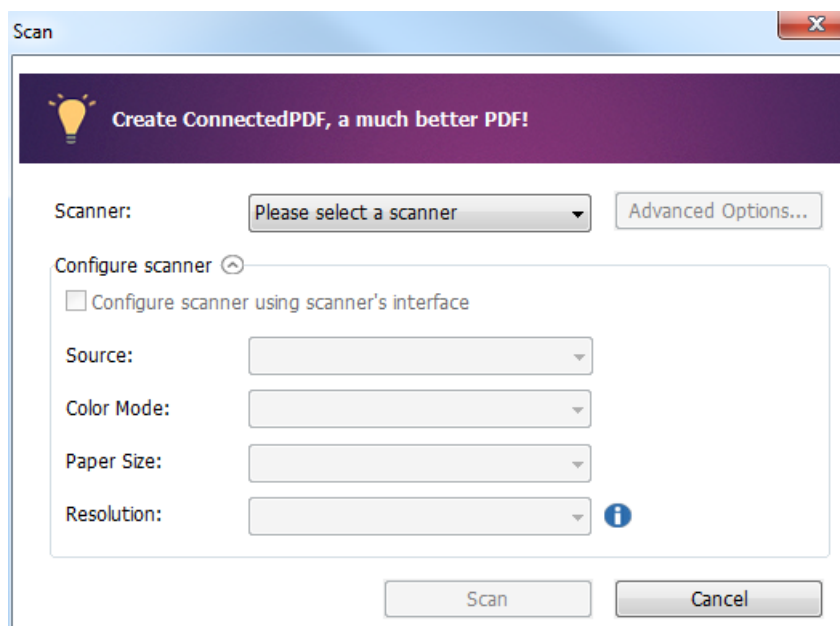 Scan
Create ConnectedPDF, a much better PDF!
Scanner: Please select a scanner Advanced Options...
Configure scanner
Configure scanner using scanner's interface
Source:
Color Mode:
Paper Size:
Resolution:
Scan Cancel